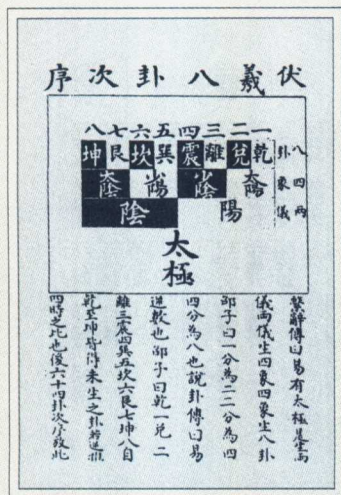 伏羲八卦次序
一二三四五六七八
八卦 乾兌離震巽坎艮坤
四象 太陽 少陰 少陽 太陰
兩儀 陽 陰
太極
繫辭傳曰易有太極是生兩
儀兩儀生四象四象生八卦
邵子曰一分為二二分為四
四分為八也說卦傳曰易
逆數也邵子曰乾一兌二
離三震四巽五坎六艮七坤八自
乾至坤皆得未生之卦若逆推
四時之比也後六十四卦次序放此